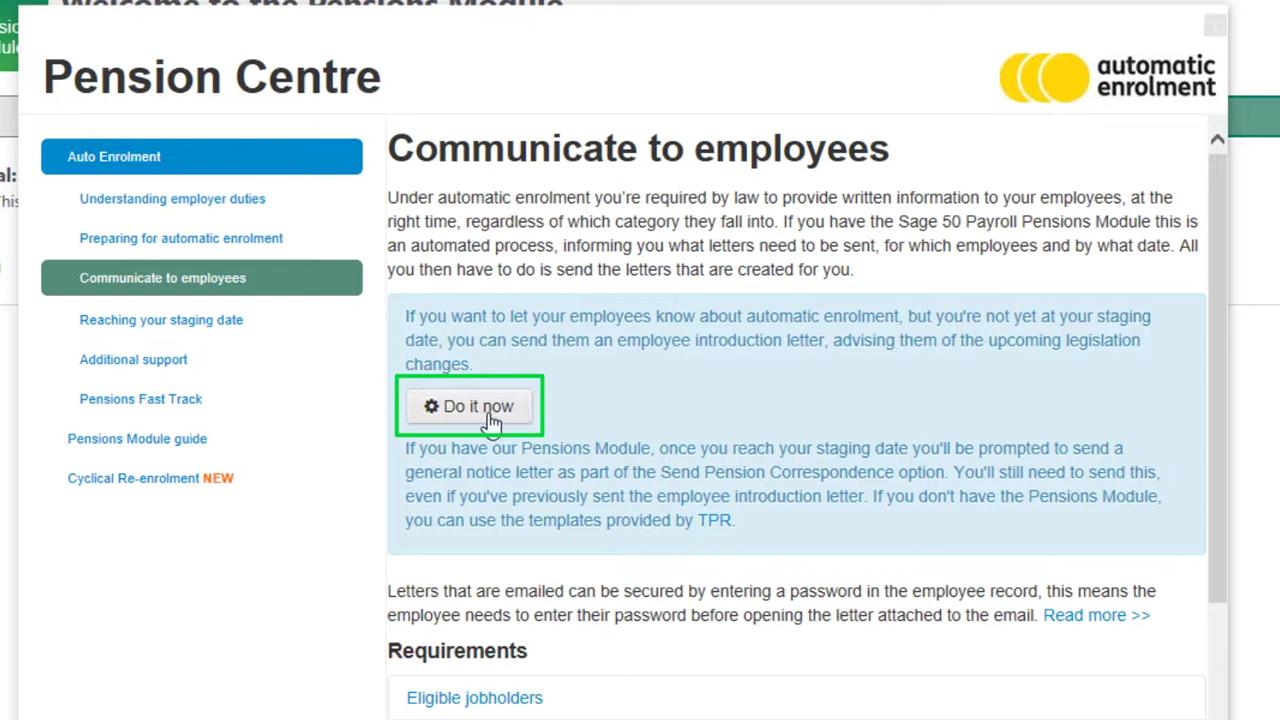 Welcome to the Pensions Module
Pension Centre
automatic
enrolment
Auto Enrolment
Understanding employer duties
Preparing for automatic enrolment
Communicate to employees
Reaching your staging date
Additional support
Pensions Fast Track
Pensions Module guide
Cyclical Re-enrolment NEW
Communicate to employees
Under automatic enrolment you're required by law to provide written information to your employees, at the
right time, regardless of which category they fall into. If you have the Sage 50 Payroll Pensions Module this is
an automated process, informing you what letters need to be sent, for which employees and by what date. All
you then have to do is send the letters that are created for you.
If you want to let your employees know about automatic enrolment, but you're not yet at your staging
date, you can send them an employee introduction letter, advising them of the upcoming legislation
changes.
Do it now
If you have our Pensions Module, once you reach your staging date you'll be prompted to send a
general notice letter as part of the Send Pension Correspondence option. You'll still need to send this,
even if you've previously sent the employee introduction letter. If you don't have the Pensions Module,
you can use the templates provided by TPR.
Letters that are emailed can be secured by entering a password in the employee record, this means the
employee needs to enter their password before opening the letter attached to the email. Read more >>
Requirements
Eligible jobholders